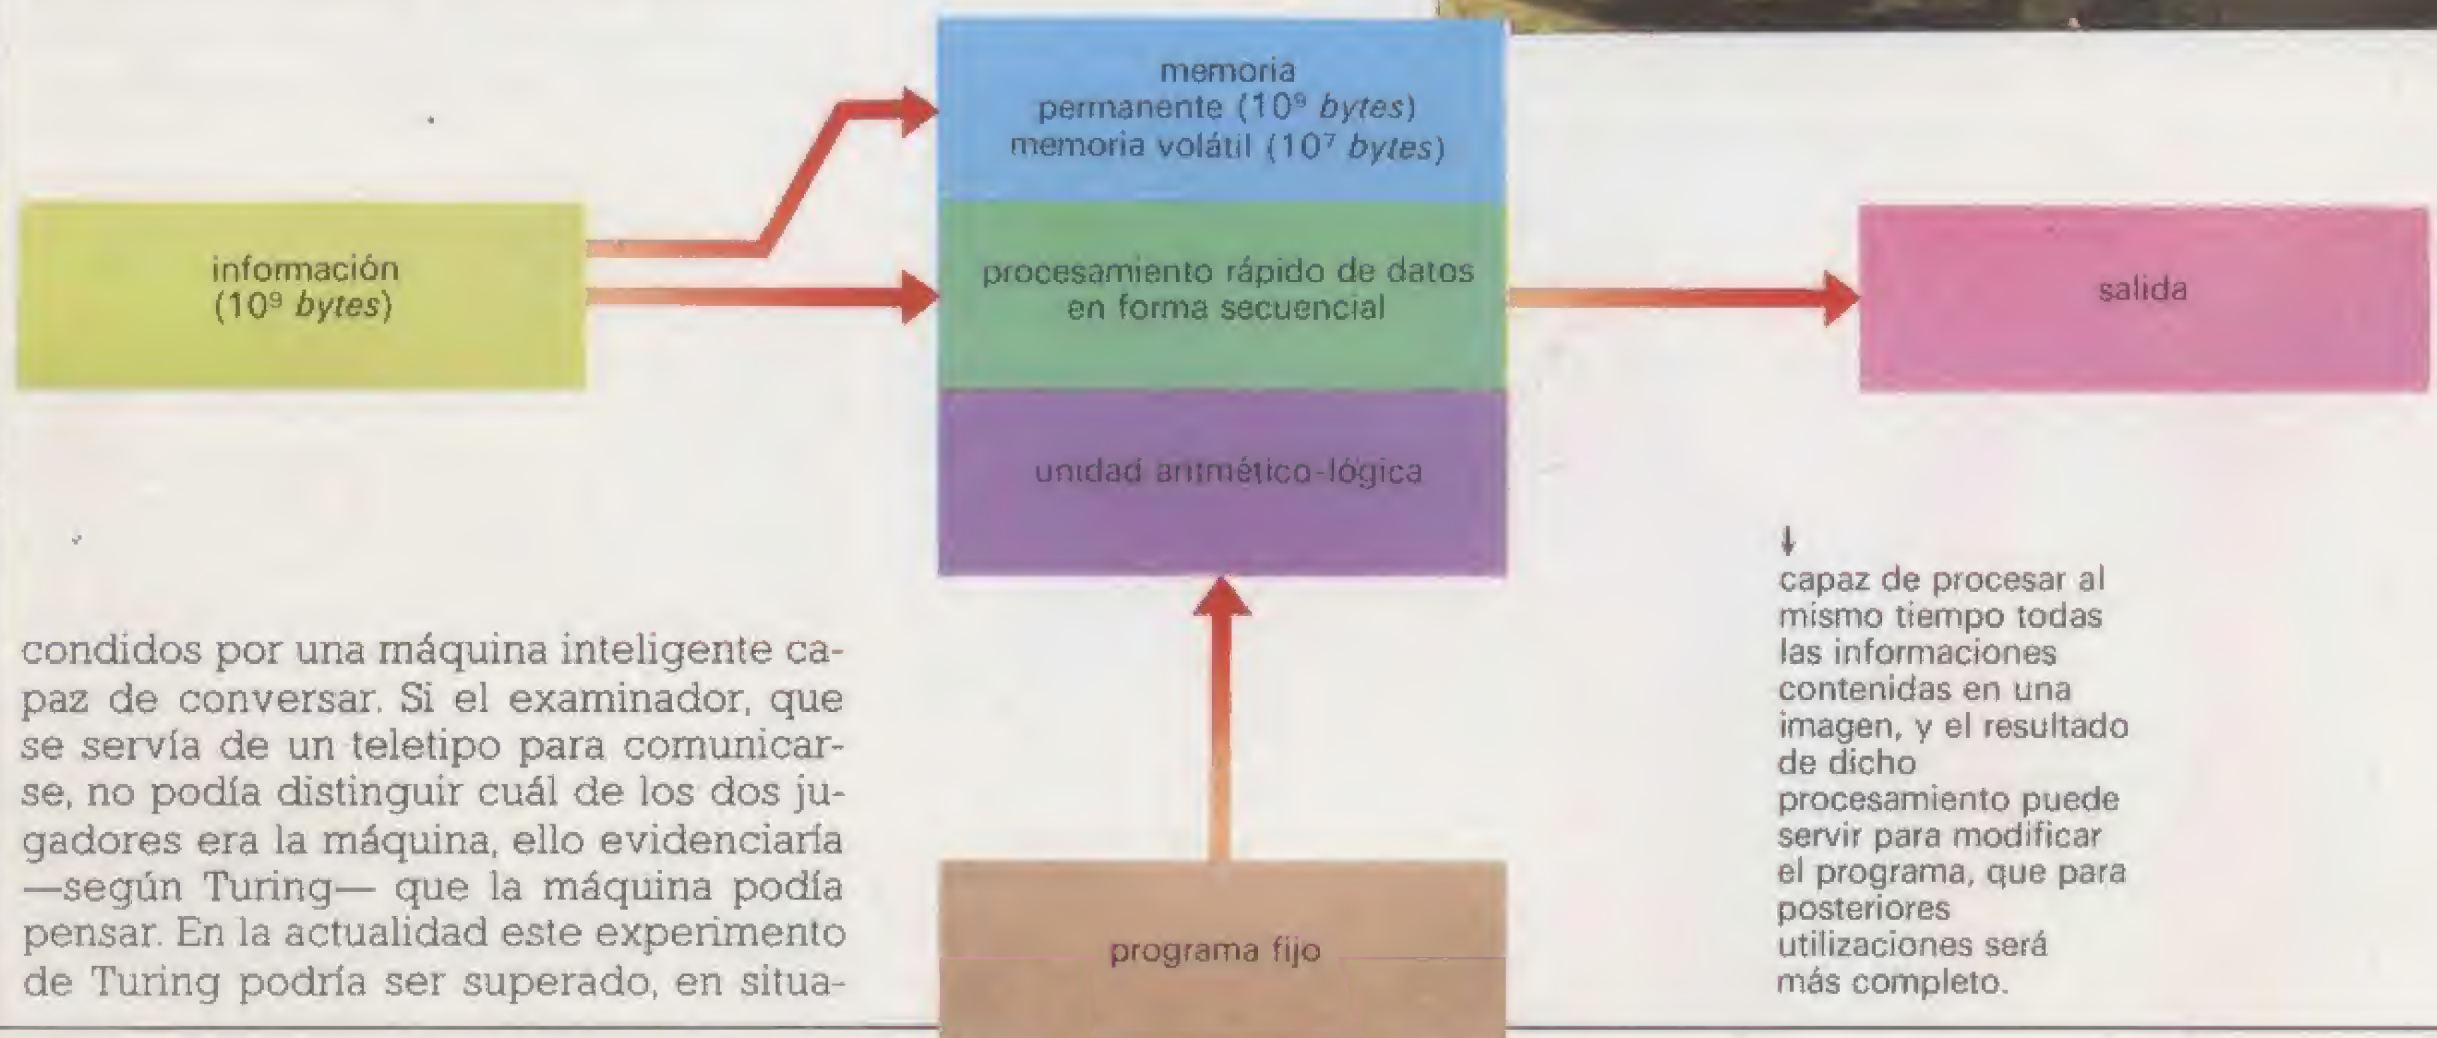 memoria
permanente (10⁹ bytes)
memoria volátil (10⁷ bytes)
información
(10⁹ bytes)
procesamiento rápido de datos
en forma secuencial
salida
unidad aritmético-lógica
programa fijo
condidos por una máquina inteligente ca-
paz de conversar. Si el examinador, que
se servía de un teletipo para comunicar-
se, no podía distinguir cuál de los dos ju-
gadores era la máquina, ello evidenciaría
—según Turing— que la máquina podía
pensar. En la actualidad este experimento
de Turing podría ser superado, en situa-
↓
capaz de procesar al
mismo tiempo todas
las informaciones
contenidas en una
imagen, y el resultado
de dicho
procesamiento puede
servir para modificar
el programa, que para
posteriores
utilizaciones será
más completo.